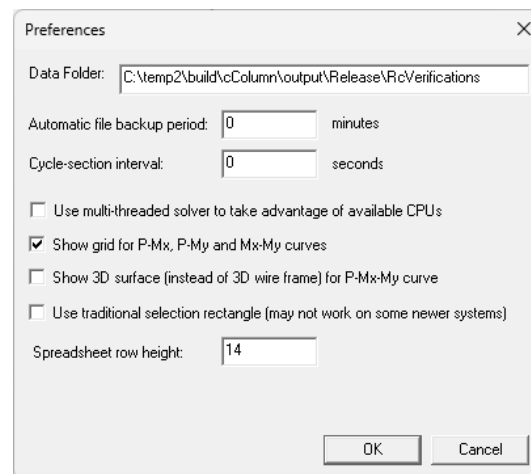 Preferences
Data Folder: C:\temp2\build\cColumn\output\Release\RcVerifications
Automatic file backup period: 0 minutes
Cycle-section interval: 0 seconds
Use multi-threaded solver to take advantage of available CPUs
Show grid for P-Mx, P-My and Mx-My curves
Show 3D surface (instead of 3D wire frame) for P-Mx-My curve
Use traditional selection rectangle (may not work on some newer systems)
Spreadsheet row height: 14
OK Cancel